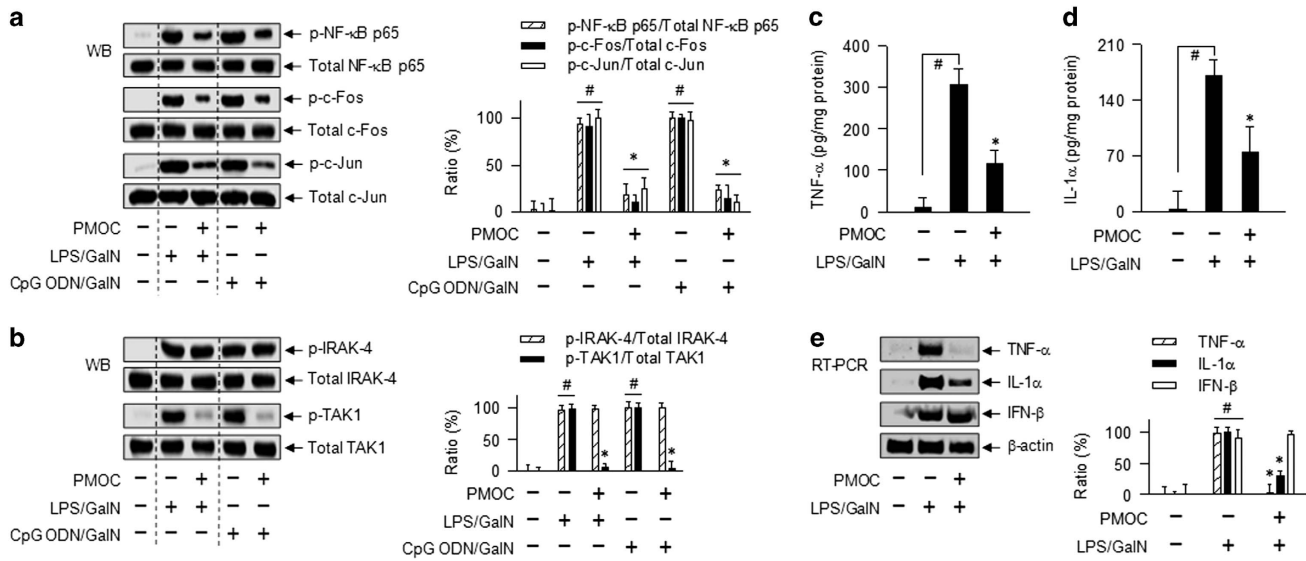 a
WB
p-NF-κB p65
Total NF-κB p65
p-c-Fos
Total c-Fos
p-c-Jun
Total c-Jun
PMOC − − + − +
LPS/GalN − + + − −
CpG ODN/GalN − − − + +
p-NF-κB p65/Total NF-κB p65
p-c-Fos/Total c-Fos
p-c-Jun/Total c-Jun
Ratio (%)
100
50
0
# * # *
PMOC − − + − +
LPS/GalN − + + − −
CpG ODN/GalN − − − + +
c
TNF-α (pg/mg protein)
400
300
200
100
0
# *
PMOC − − +
LPS/GalN − + +
d
IL-1α (pg/mg protein)
210
140
70
0
# *
PMOC − − +
LPS/GalN − + +
b
WB
p-IRAK-4
Total IRAK-4
p-TAK1
Total TAK1
PMOC − − + − +
LPS/GalN − + + − −
CpG ODN/GalN − − − + +
p-IRAK-4/Total IRAK-4
p-TAK1/Total TAK1
Ratio (%)
100
50
0
# * # *
PMOC − − + − +
LPS/GalN − + + − −
CpG ODN/GalN − − − + +
e
RT-PCR
TNF-α
IL-1α
IFN-β
β-actin
PMOC − − +
LPS/GalN − + +
TNF-α
IL-1α
IFN-β
Ratio (%)
100
50
0
# * *
PMOC − − +
LPS/GalN − + +